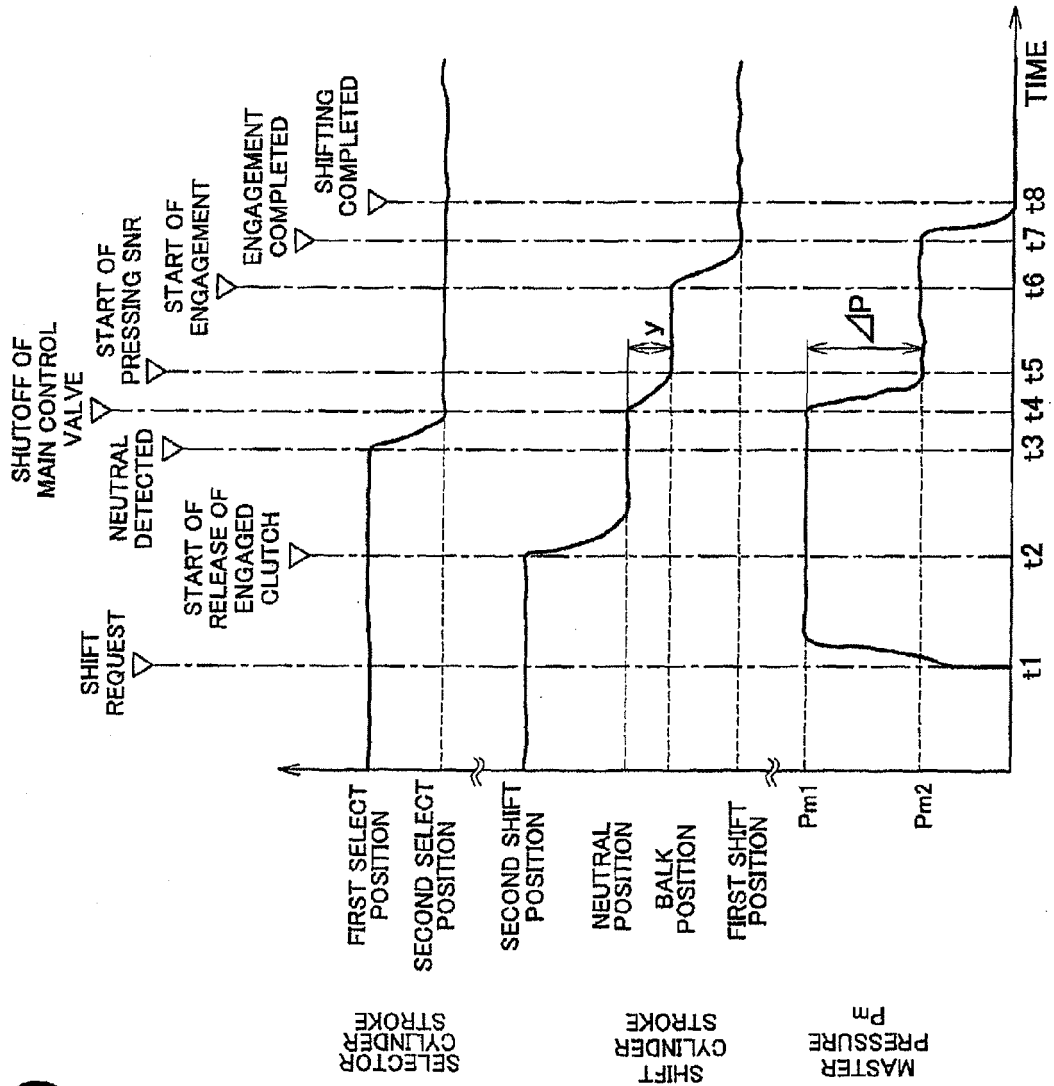 SHUTOFF OF
MAIN CONTROL
VALVE
START OF
PRESSING SNR
START OF
ENGAGEMENT
NEUTRAL
DETECTED
ENGAGEMENT
COMPLETED
SHIFT
REQUEST
START OF
RELEASE OF
ENGAGED
CLUTCH
SHIFTING
COMPLETED
SELECTOR
CYLINDER
STROKE
FIRST SELECT
POSITION
SECOND SELECT
POSITION
SHIFT
CYLINDER
STROKE
SECOND SHIFT
POSITION
NEUTRAL
POSITION
y
BALK
POSITION
FIRST SHIFT
POSITION
MASTER
PRESSURE
Pm
Pm1
ΔP
Pm2
t1
t2
t3
t4
t5
t6
t7
t8
TIME